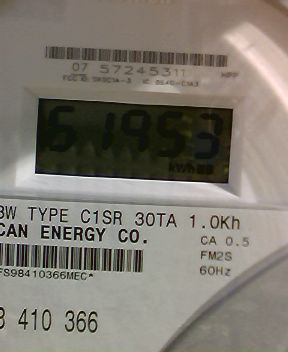 07 57245311
61953
kWh
3W TYPE C1SR 30TA 1.0Kh
CAN ENERGY CO.
CA 0.5
FM2S
60Hz
FS98410366MEC*
8 410 366